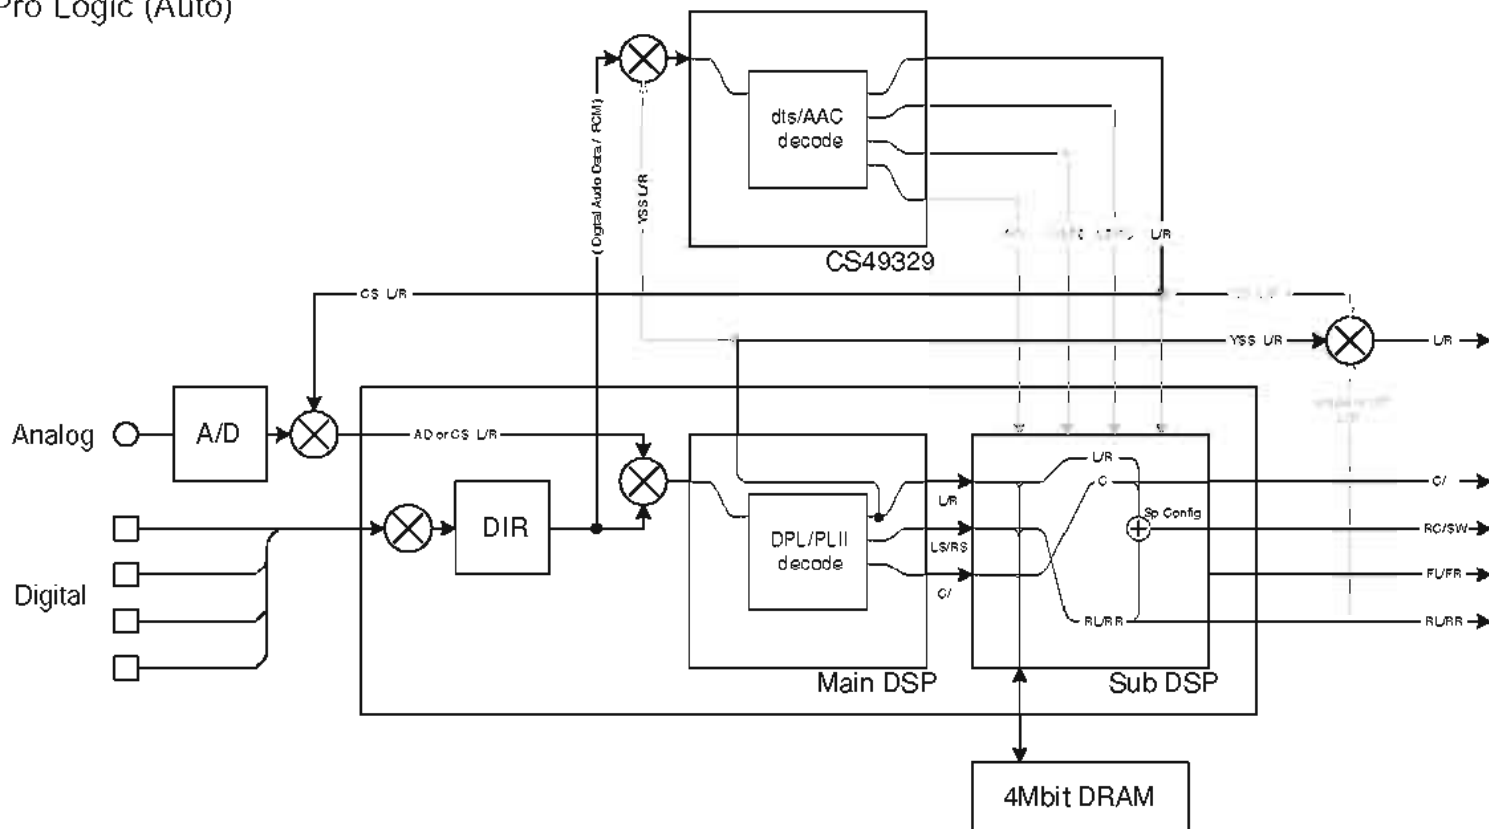 Pro Logic (Auto)
dts/AAC
decode
(Digital Audio Data / PCM)
YSS L/R
L/R
CS49329
CS L/R
YSS L/R
L/R
Analog
A/D
AD or CS L/R
L/R
C
C/
L/R
Sp Config
DIR
DPL/PLII
decode
LS/RS
RC/SW
Digital
C/
FL/FR
RL/RR
RL/RR
Main DSP
Sub DSP
4Mbit DRAM